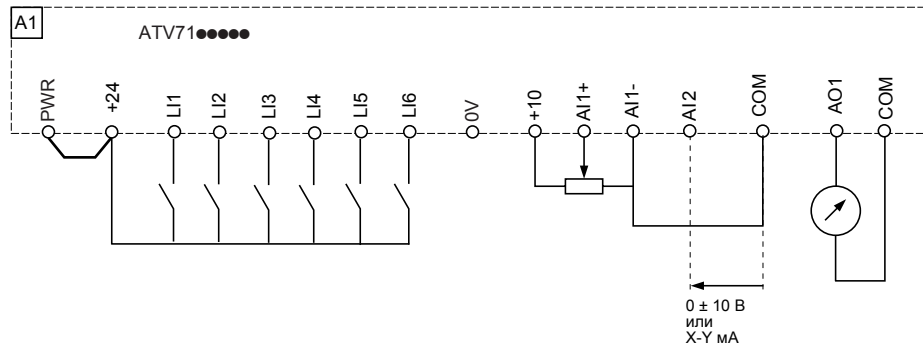 A1
ATV71●●●●●
PWR
+24
LI1
LI2
LI3
LI4
LI5
LI6
0V
+10
AI1+
AI1-
AI2
COM
AO1
COM
0 ± 10 В
или
X-Y мА